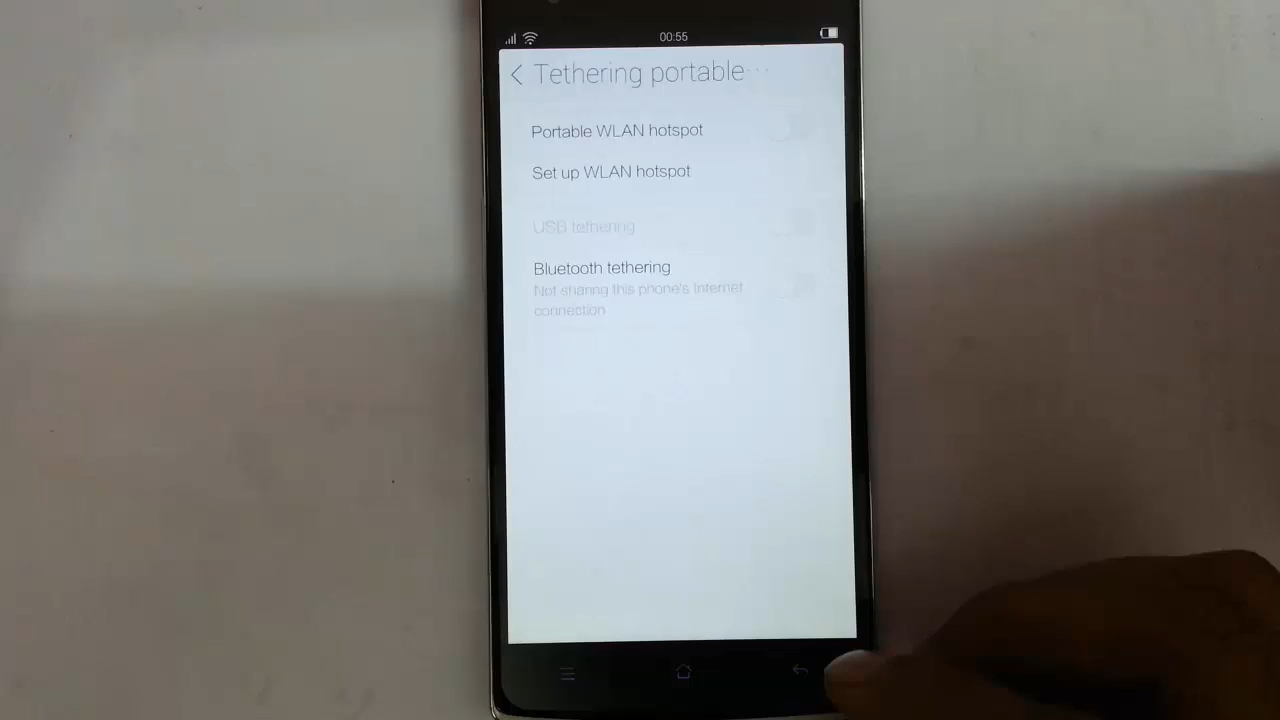 00:55
Tethering portable···
Portable WLAN hotspot
Set up WLAN hotspot
USB tethering
Bluetooth tethering
Not sharing this phone's Internet
connection